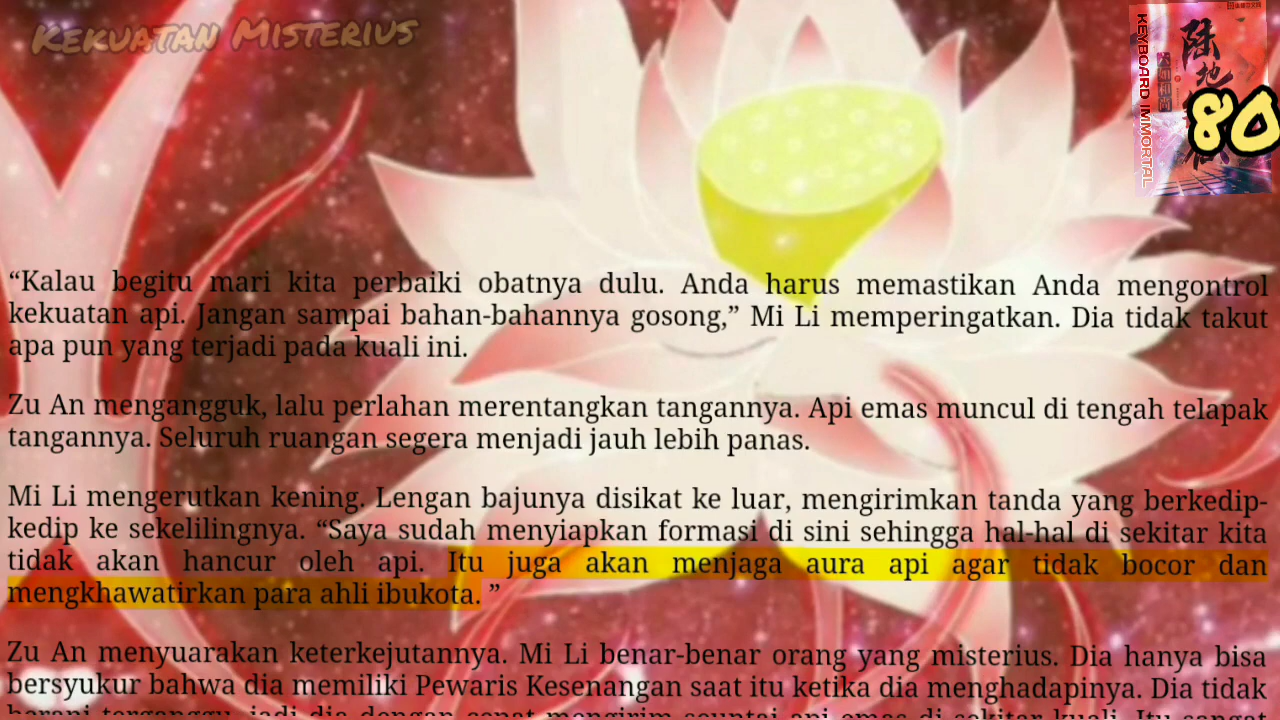 Kekuatan Misterius
KEYBOARD IMMORTAL
陆地
80
“Kalau begitu mari kita perbaiki obatnya dulu. Anda harus memastikan Anda mengontrol
kekuatan api. Jangan sampai bahan-bahannya gosong,” Mi Li memperingatkan. Dia tidak takut
apa pun yang terjadi pada kuali ini.
Zu An mengangguk, lalu perlahan merentangkan tangannya. Api emas muncul di tengah telapak
tangannya. Seluruh ruangan segera menjadi jauh lebih panas.
Mi Li mengerutkan kening. Lengan bajunya disikat ke luar, mengirimkan tanda yang berkedip-
kedip ke sekelilingnya. “Saya sudah menyiapkan formasi di sini sehingga hal-hal di sekitar kita
tidak akan hancur oleh api. Itu juga akan menjaga aura api agar tidak bocor dan
mengkhawatirkan para ahli ibukota. ”
Zu An menyuarakan keterkejutannya. Mi Li benar-benar orang yang misterius. Dia hanya bisa
bersyukur bahwa dia memiliki Pewaris Kesenangan saat itu ketika dia menghadapinya. Dia tidak